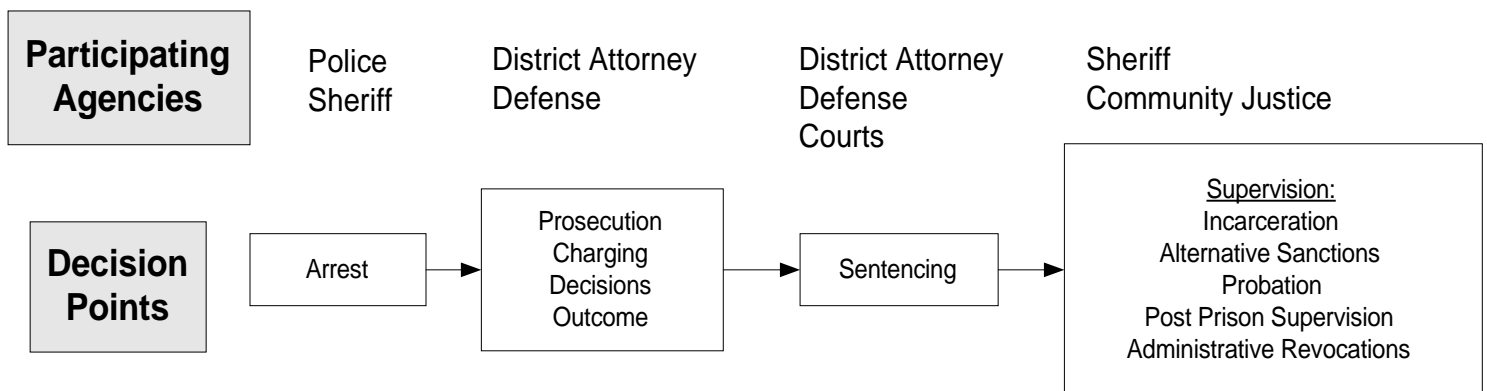 Participating
Agencies
Police
Sheriff
District Attorney
Defense
District Attorney
Defense
Courts
Sheriff
Community Justice
Decision
Points
Arrest
Prosecution
Charging
Decisions
Outcome
Sentencing
Supervision:
Incarceration
Alternative Sanctions
Probation
Post Prison Supervision
Administrative Revocations